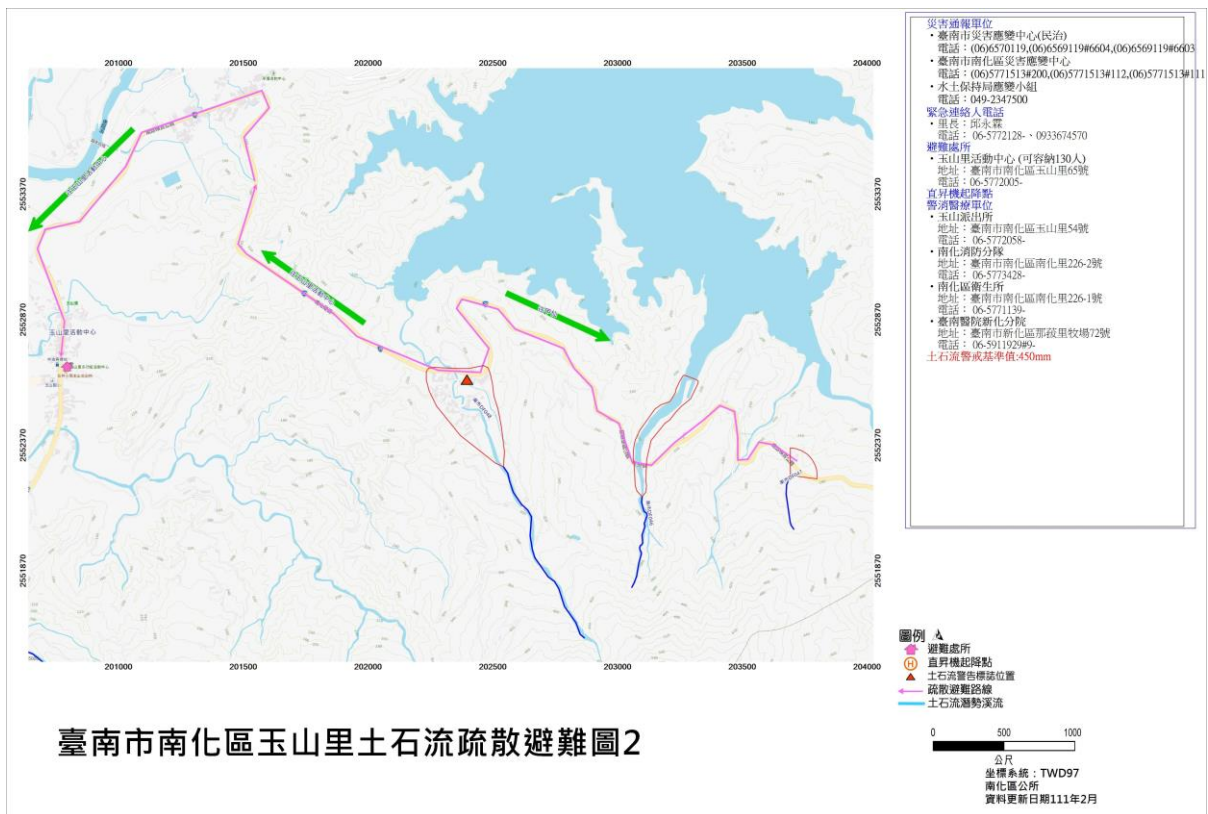 災害通報單位
・臺南市災害應變中心(民治)
電話：(06)6570119,(06)6569119#6604,(06)6569119#6603
・臺南市南化區災害應變中心
電話：(06)5771513#200,(06)5771513#112,(06)5771513#111
・水土保持局應變小組
電話：049-2347500
緊急連絡人電話
・里長：邱永霖
電話： 06-5772128-、0933674570
避難處所
・玉山里活動中心 (可容納130人)
地址：臺南市南化區玉山里65號
電話：06-5772005-
直昇機起降點
警消醫療單位
・玉山派出所
地址：臺南市南化區玉山里54號
電話： 06-5772058-
・南化消防分隊
地址：臺南市南化區南化里226-2號
電話： 06-5773428-
・南化區衛生所
地址：臺南市南化區南化里226-1號
電話： 06-5771139-
・臺南醫院新化分院
地址：臺南市新化區那菝里牧場72號
電話： 06-5911929#9-
土石流警戒基準值:450mm
201000 201500 202000 202500 203000 203500 204000
2553370 2553370
2552870 2552870
玉山里活動中心
2552370 2552370
2551870 2551870
201000 201500 202000 202500 203000 203500 204000
圖例
避難處所
直昇機起降點
土石流警告標誌位置
疏散避難路線
土石流潛勢溪流
0 500 1000
公尺
坐標系統：TWD97
南化區公所
資料更新日期111年2月
臺南市南化區玉山里土石流疏散避難圖2